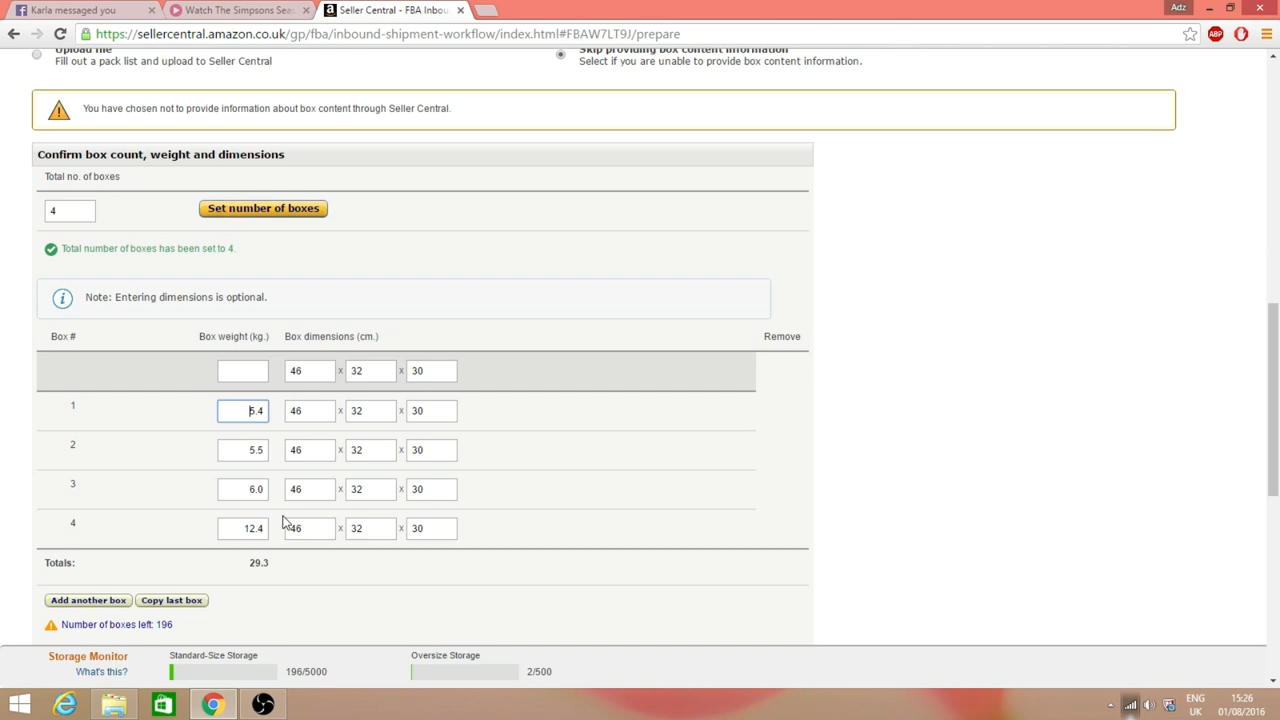 Karla messaged you
Watch The Simpsons Seas
Seller Central - FBA Inbou
Adz
https://sellercentral.amazon.co.uk/gp/fba/inbound-shipment-workflow/index.html#FBAW7LT9J/prepare
ABP
Upload file
Skip providing box content information
Fill out a pack list and upload to Seller Central
Select if you are unable to provide box content information.
You have chosen not to provide information about box content through Seller Central.
Confirm box count, weight and dimensions
Total no. of boxes
4
Set number of boxes
Total number of boxes has been set to 4.
Note: Entering dimensions is optional.
Box # Box weight (kg.) Box dimensions (cm.) Remove
46 x 32 x 30
1 5.4 46 x 32 x 30
2 5.5 46 x 32 x 30
3 6.0 46 x 32 x 30
4 12.4 46 x 32 x 30
Totals: 29.3
Add another box Copy last box
Number of boxes left: 196
Storage Monitor Standard-Size Storage Oversize Storage
What's this? 196/5000 2/500
ENG 15:26
UK 01/08/2016